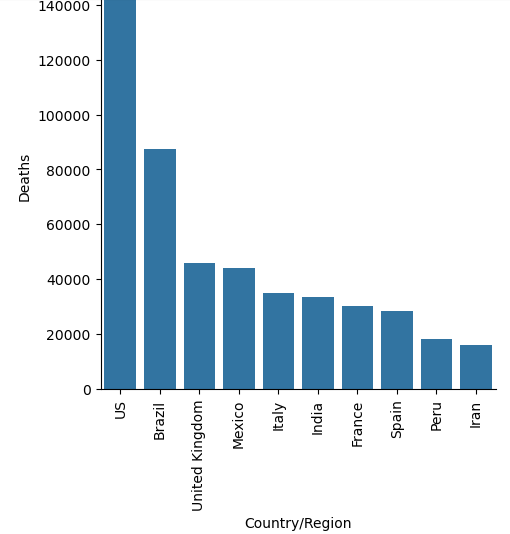 140000
120000
100000
80000
60000
40000
20000
0
Deaths
US
Brazil
United Kingdom
Mexico
Italy
India
France
Spain
Peru
Iran
Country/Region